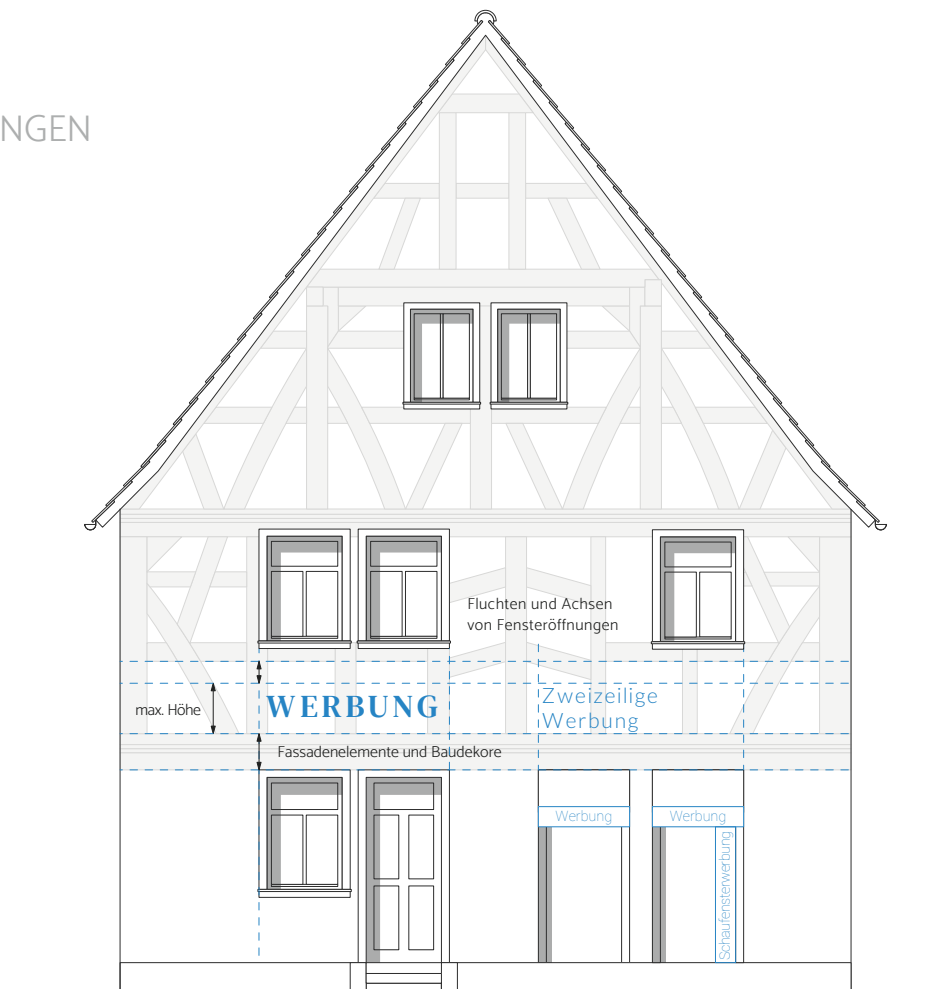 NGEN
Fluchten und Achsen
von Fensteröffnungen
max. Höhe
WERBUNG
Zweizeilige
Werbung
Fassadenelemente und Baudekore
Werbung
Werbung
Schaufensterwerbung